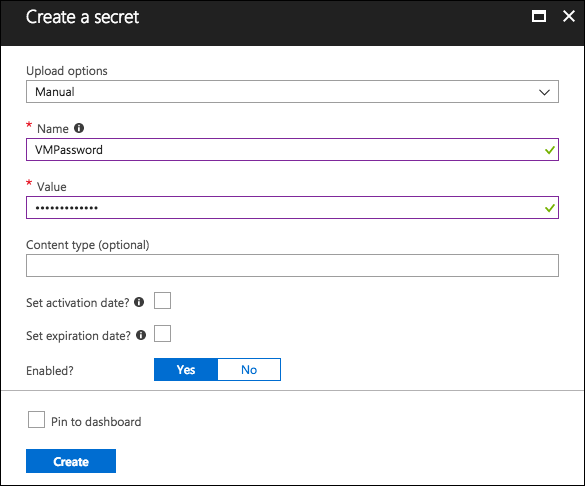 Create a secret
Upload options
Manual
* Name
VMPassword
* Value
•••••••••••••
Content type (optional)
Set activation date?
Set expiration date?
Enabled?
Yes No
Pin to dashboard
Create